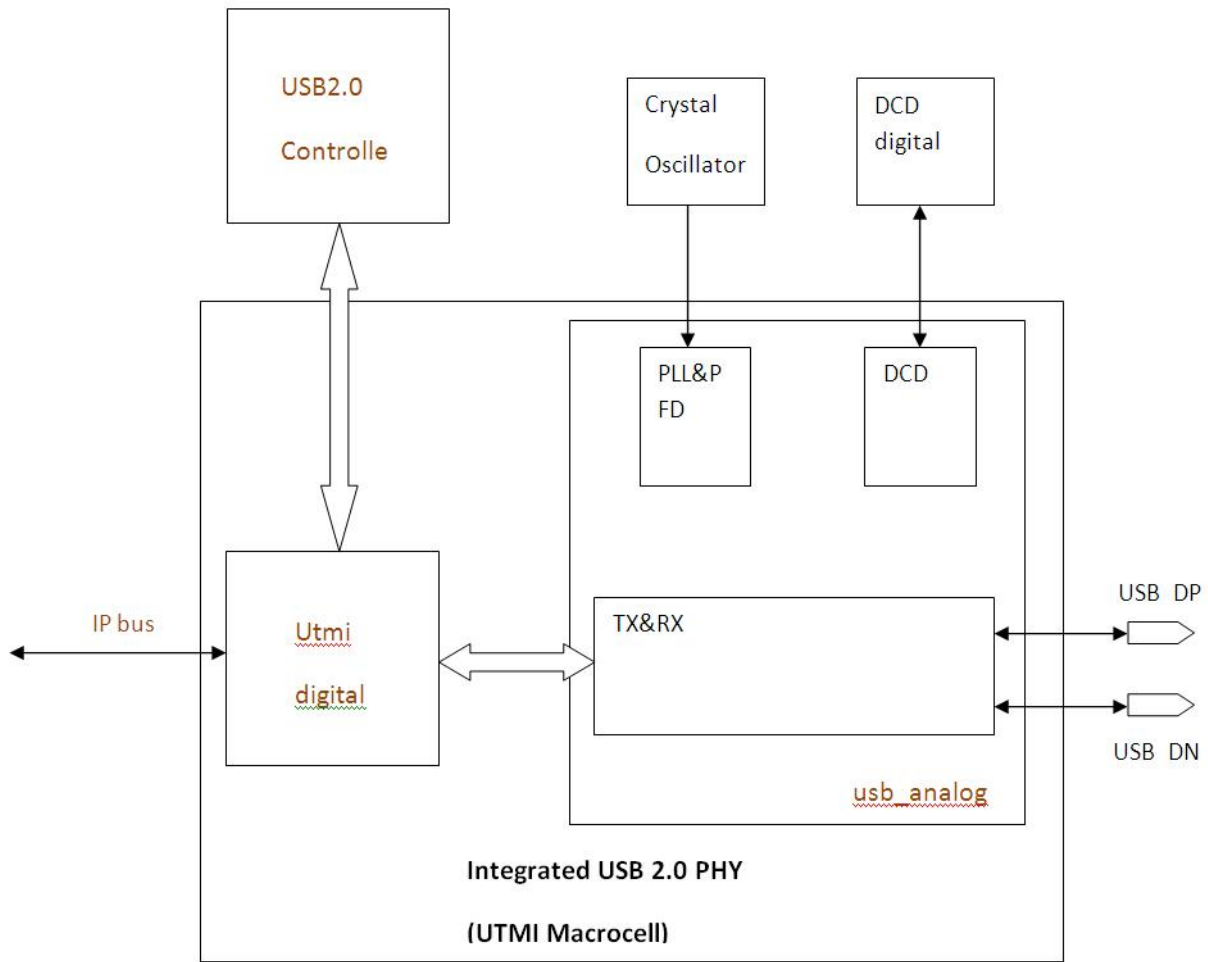 USB2.0
Controlle
Crystal
Oscillator
DCD
digital
PLL&P
FD
DCD
IP bus
Utmi
digital
TX&RX
USB DP
USB DN
usb_analog
Integrated USB 2.0 PHY
(UTMI Macrocell)